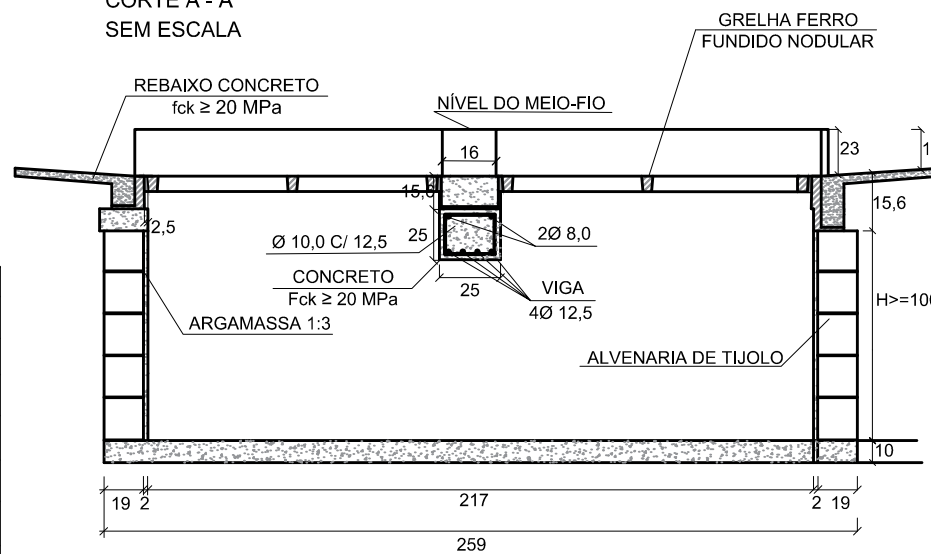 CORTE A - A
SEM ESCALA
GRELHA FERRO
FUNDIDO NODULAR
REBAIXO CONCRETO
fck ≥ 20 MPa
NÍVEL DO MEIO-FIO
16
23
15,6
2,5
15,6
Ø 10,0 C/ 12,5
25
2Ø 8,0
CONCRETO
Fck ≥ 20 MPa
25
VIGA
4Ø 12,5
H>=100
ARGAMASSA 1:3
ALVENARIA DE TIJOLO
10
19
2
217
2
19
259